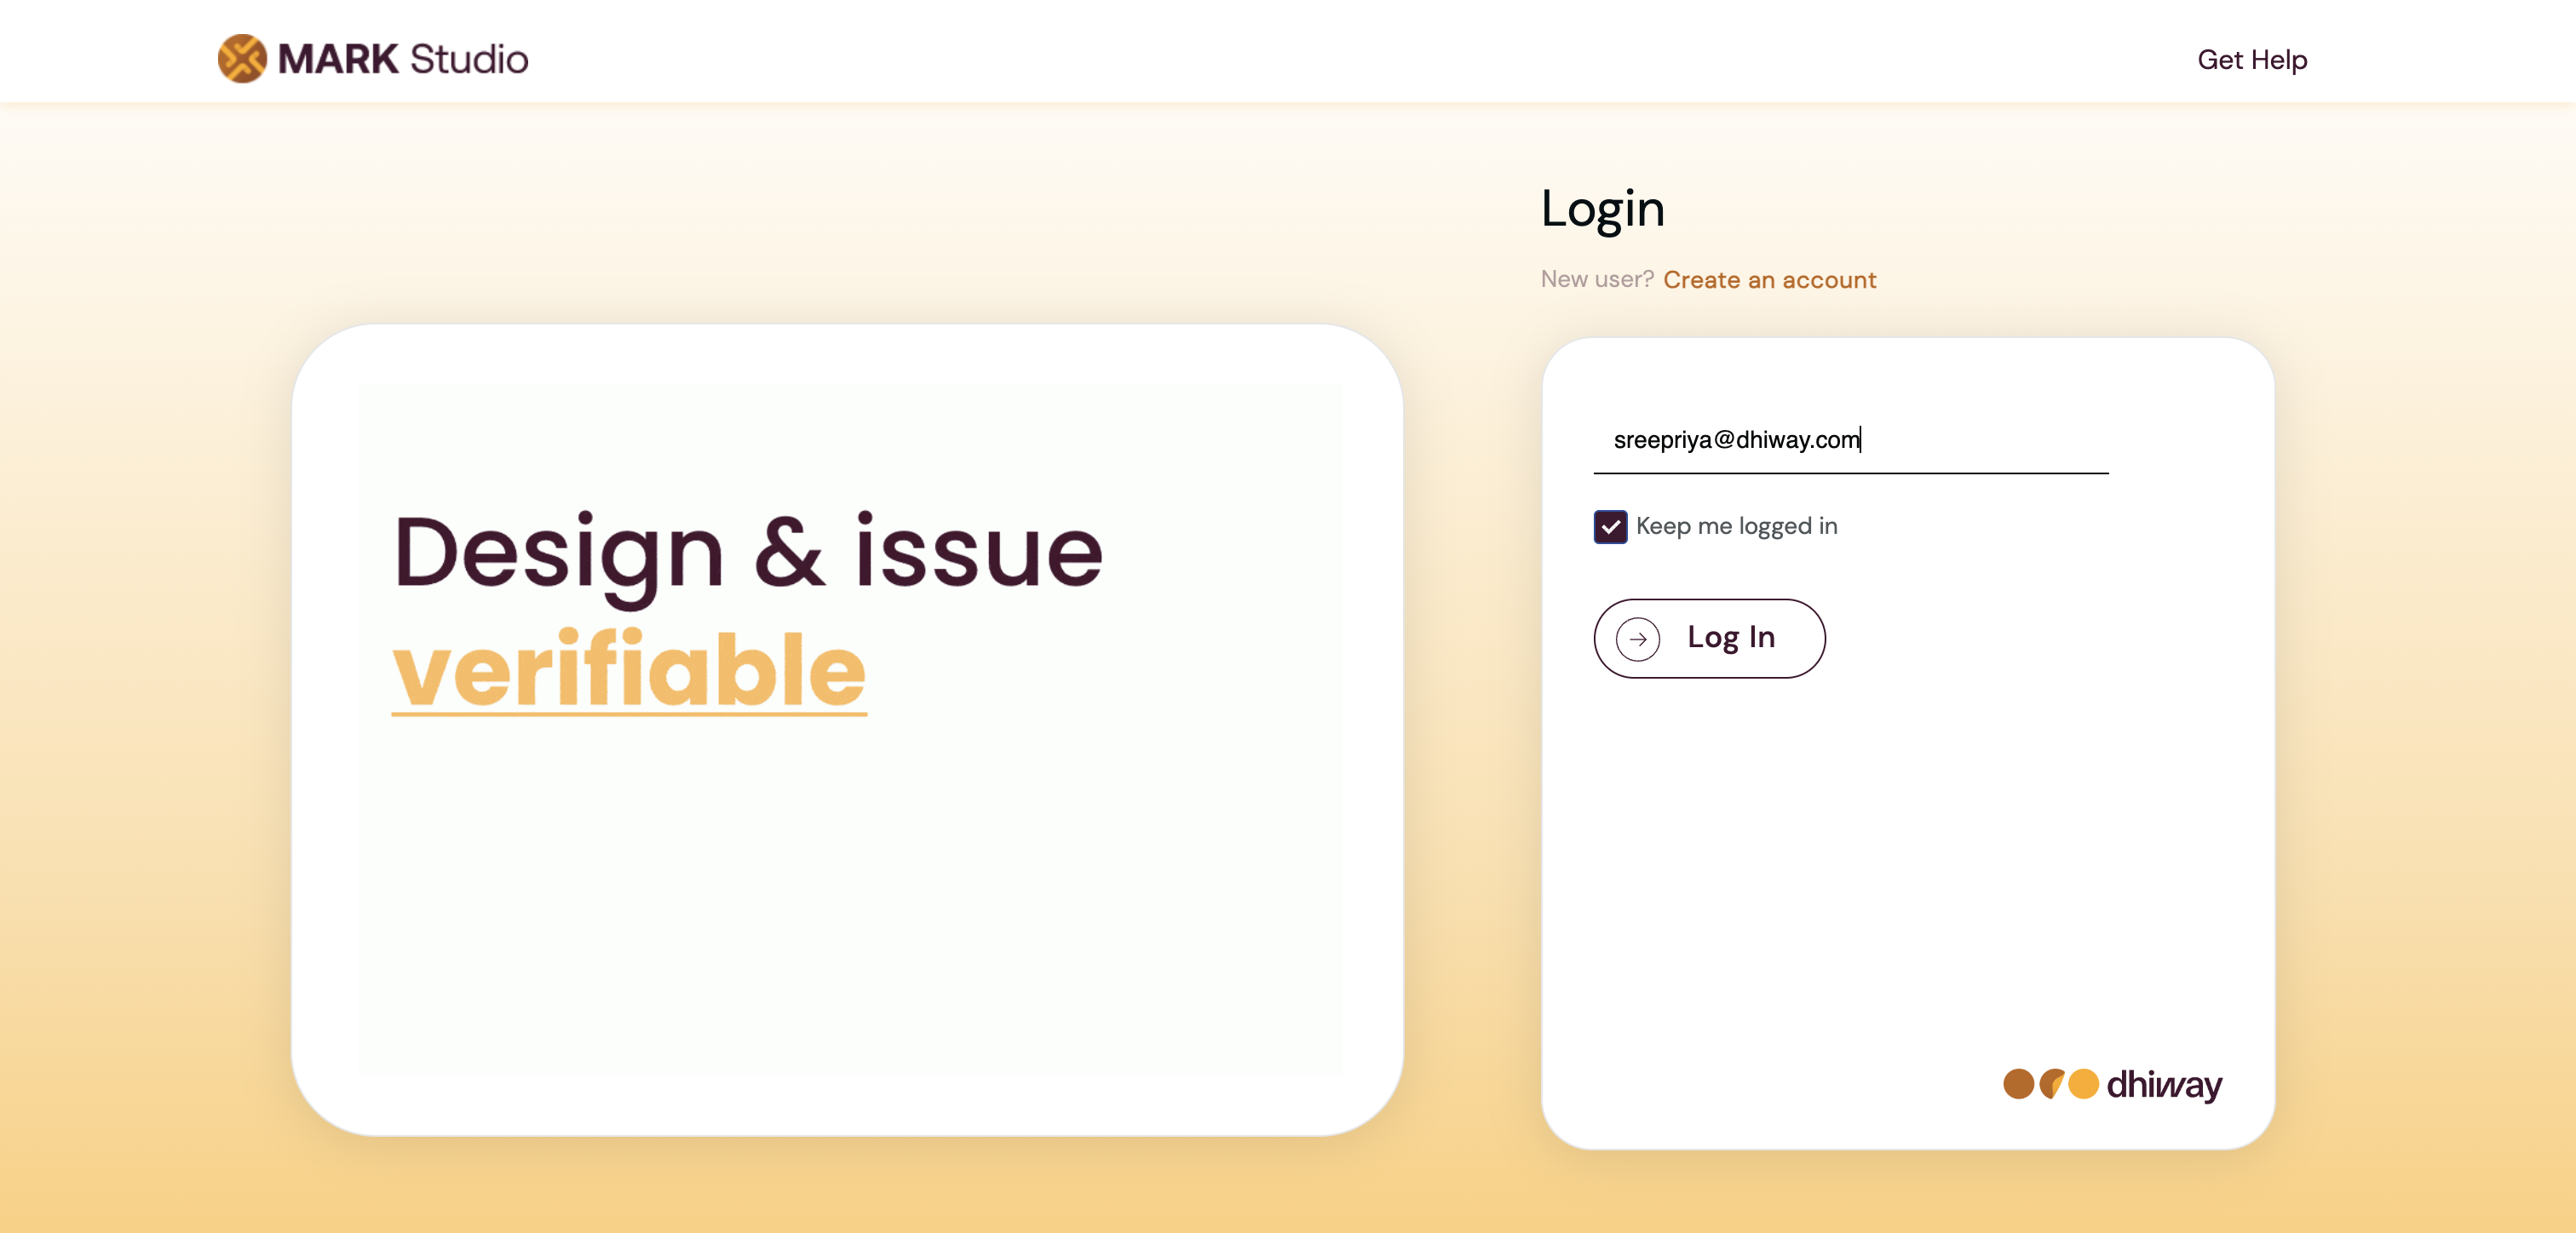 MARK Studio
Get Help
Login
New user? Create an account
Design & issue
verifiable
sreepriya@dhiway.com
Keep me logged in
Log In
dhiway